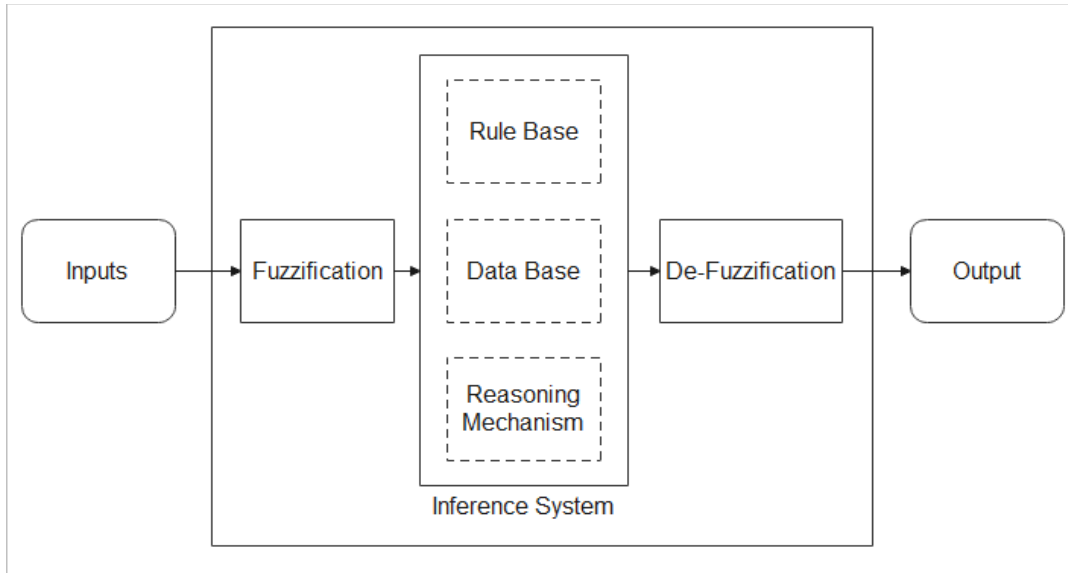 Inputs
Fuzzification
Rule Base
Data Base
Reasoning
Mechanism
Inference System
De-Fuzzification
Output